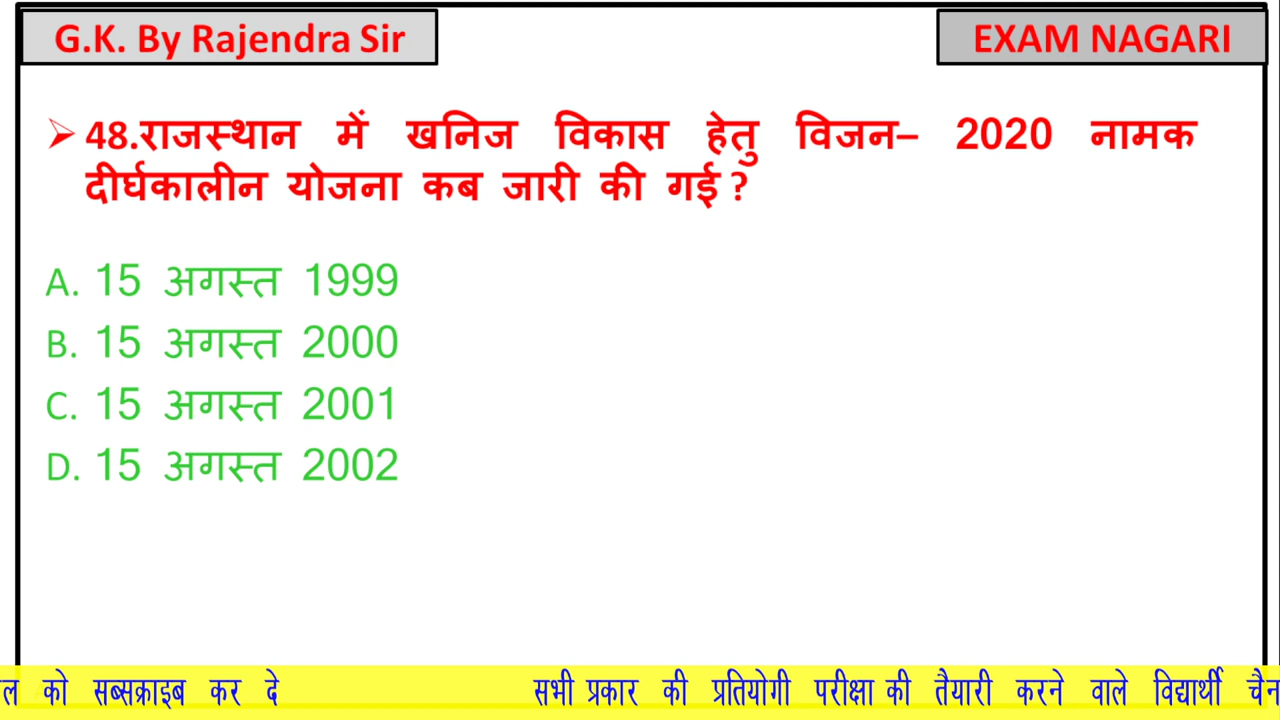 G.K. By Rajendra Sir
EXAM NAGARI
➢ 48.राजस्थान में खनिज विकास हेतु विजन– 2020 नामक
दीर्घकालीन योजना कब जारी की गई ?
A. 15 अगस्त 1999
B. 15 अगस्त 2000
C. 15 अगस्त 2001
D. 15 अगस्त 2002
को सब्सक्राइब कर दे सभी प्रकार की प्रतियोगी परीक्षा की तैयारी करने वाले विद्यार्थी